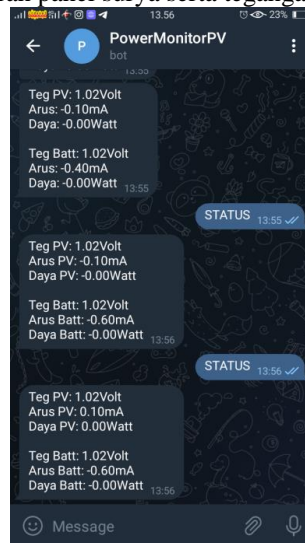 13.56
23%
PowerMonitorPV
P
bot
13.55
Teg PV: 1.02Volt
Arus: -0.10mA
Daya: -0.00Watt
Teg Batt: 1.02Volt
Arus: -0.40mA
Daya: -0.00Watt 13:55
STATUS 13:55
Teg PV: 1.02Volt
Arus PV: -0.10mA
Daya PV: -0.00Watt
Teg Batt: 1.02Volt
Arus Batt: -0.60mA
Daya Batt: -0.00Watt 13:56
STATUS 13:56
Teg PV: 1.02Volt
Arus PV: 0.10mA
Daya PV: 0.00Watt
Teg Batt: 1.02Volt
Arus Batt: -0.60mA
Daya Batt: -0.00Watt 13:56
Message